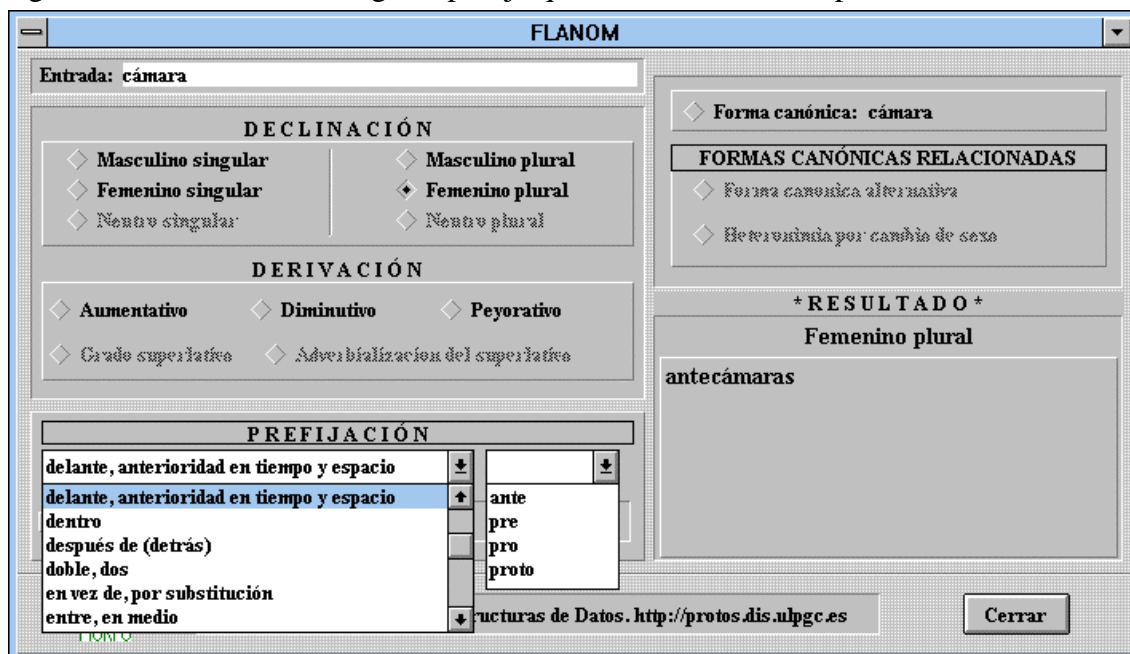 FLANOM
Entrada: cámara
DECLINACIÓN
Masculino singular
Masculino plural
Femenino singular
Femenino plural
Neutro singular
Neutro plural
DERIVACIÓN
Aumentativo
Diminutivo
Peyorativo
Grado superlativo
Adverbialización del superlativo
PREFIJACIÓN
delante, anterioridad en tiempo y espacio
delante, anterioridad en tiempo y espacio
dentro
después de (detrás)
doble, dos
en vez de, por substitución
entre, en medio
ante
pre
pro
proto
Forma canónica: cámara
FORMAS CANÓNICAS RELACIONADAS
Forma canónica alternativa
Heteronimia por cambio de sexo
*RESULTADO*
Femenino plural
antecámaras
ructuras de Datos. http://protos.dis.ulpgc.es
Cerrar